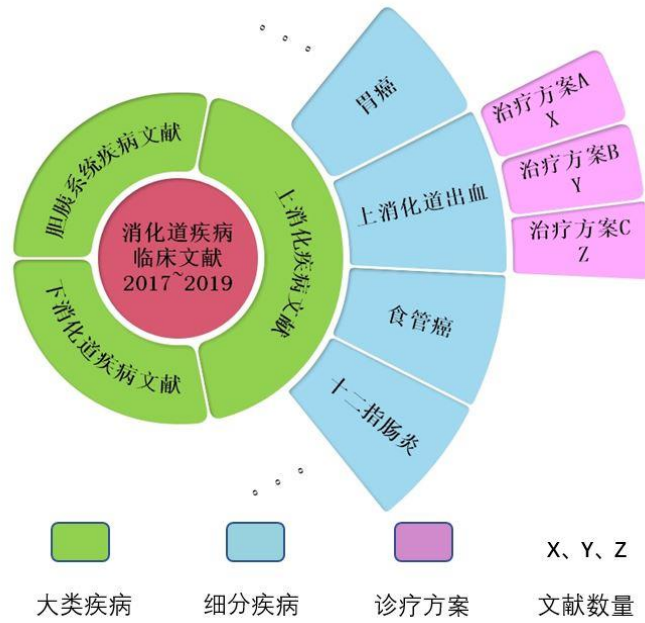 胃癌
治疗方案A
X
胆胰系统疾病文献
上消化道出血
治疗方案B
Y
上消化疾病文献
消化道疾病
临床文献
2017~2019
治疗方案C
Z
下消化道疾病文献
食管癌
十二指肠炎
X、Y、Z
大类疾病
细分疾病
诊疗方案
文献数量